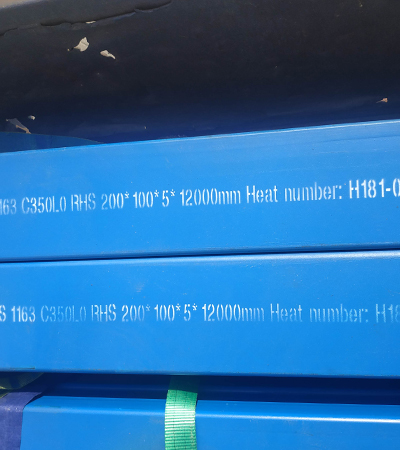 1163 C350L0 RHS 200*100*5*12000mm Heat number: H181-0
S 1163 C350L0 RHS 200*100*5*12000mm Heat number: H18